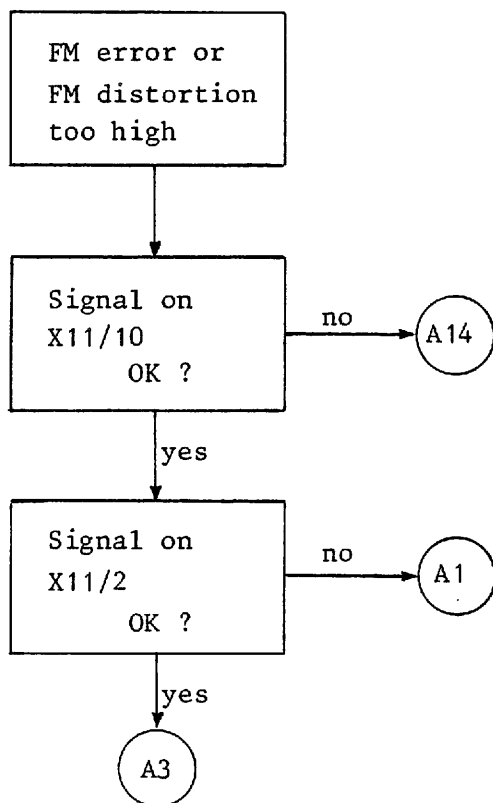 FM error or
FM distortion
too high
Signal on
X11/10
OK ?
no
A14
yes
Signal on
X11/2
OK ?
no
A1
yes
A3